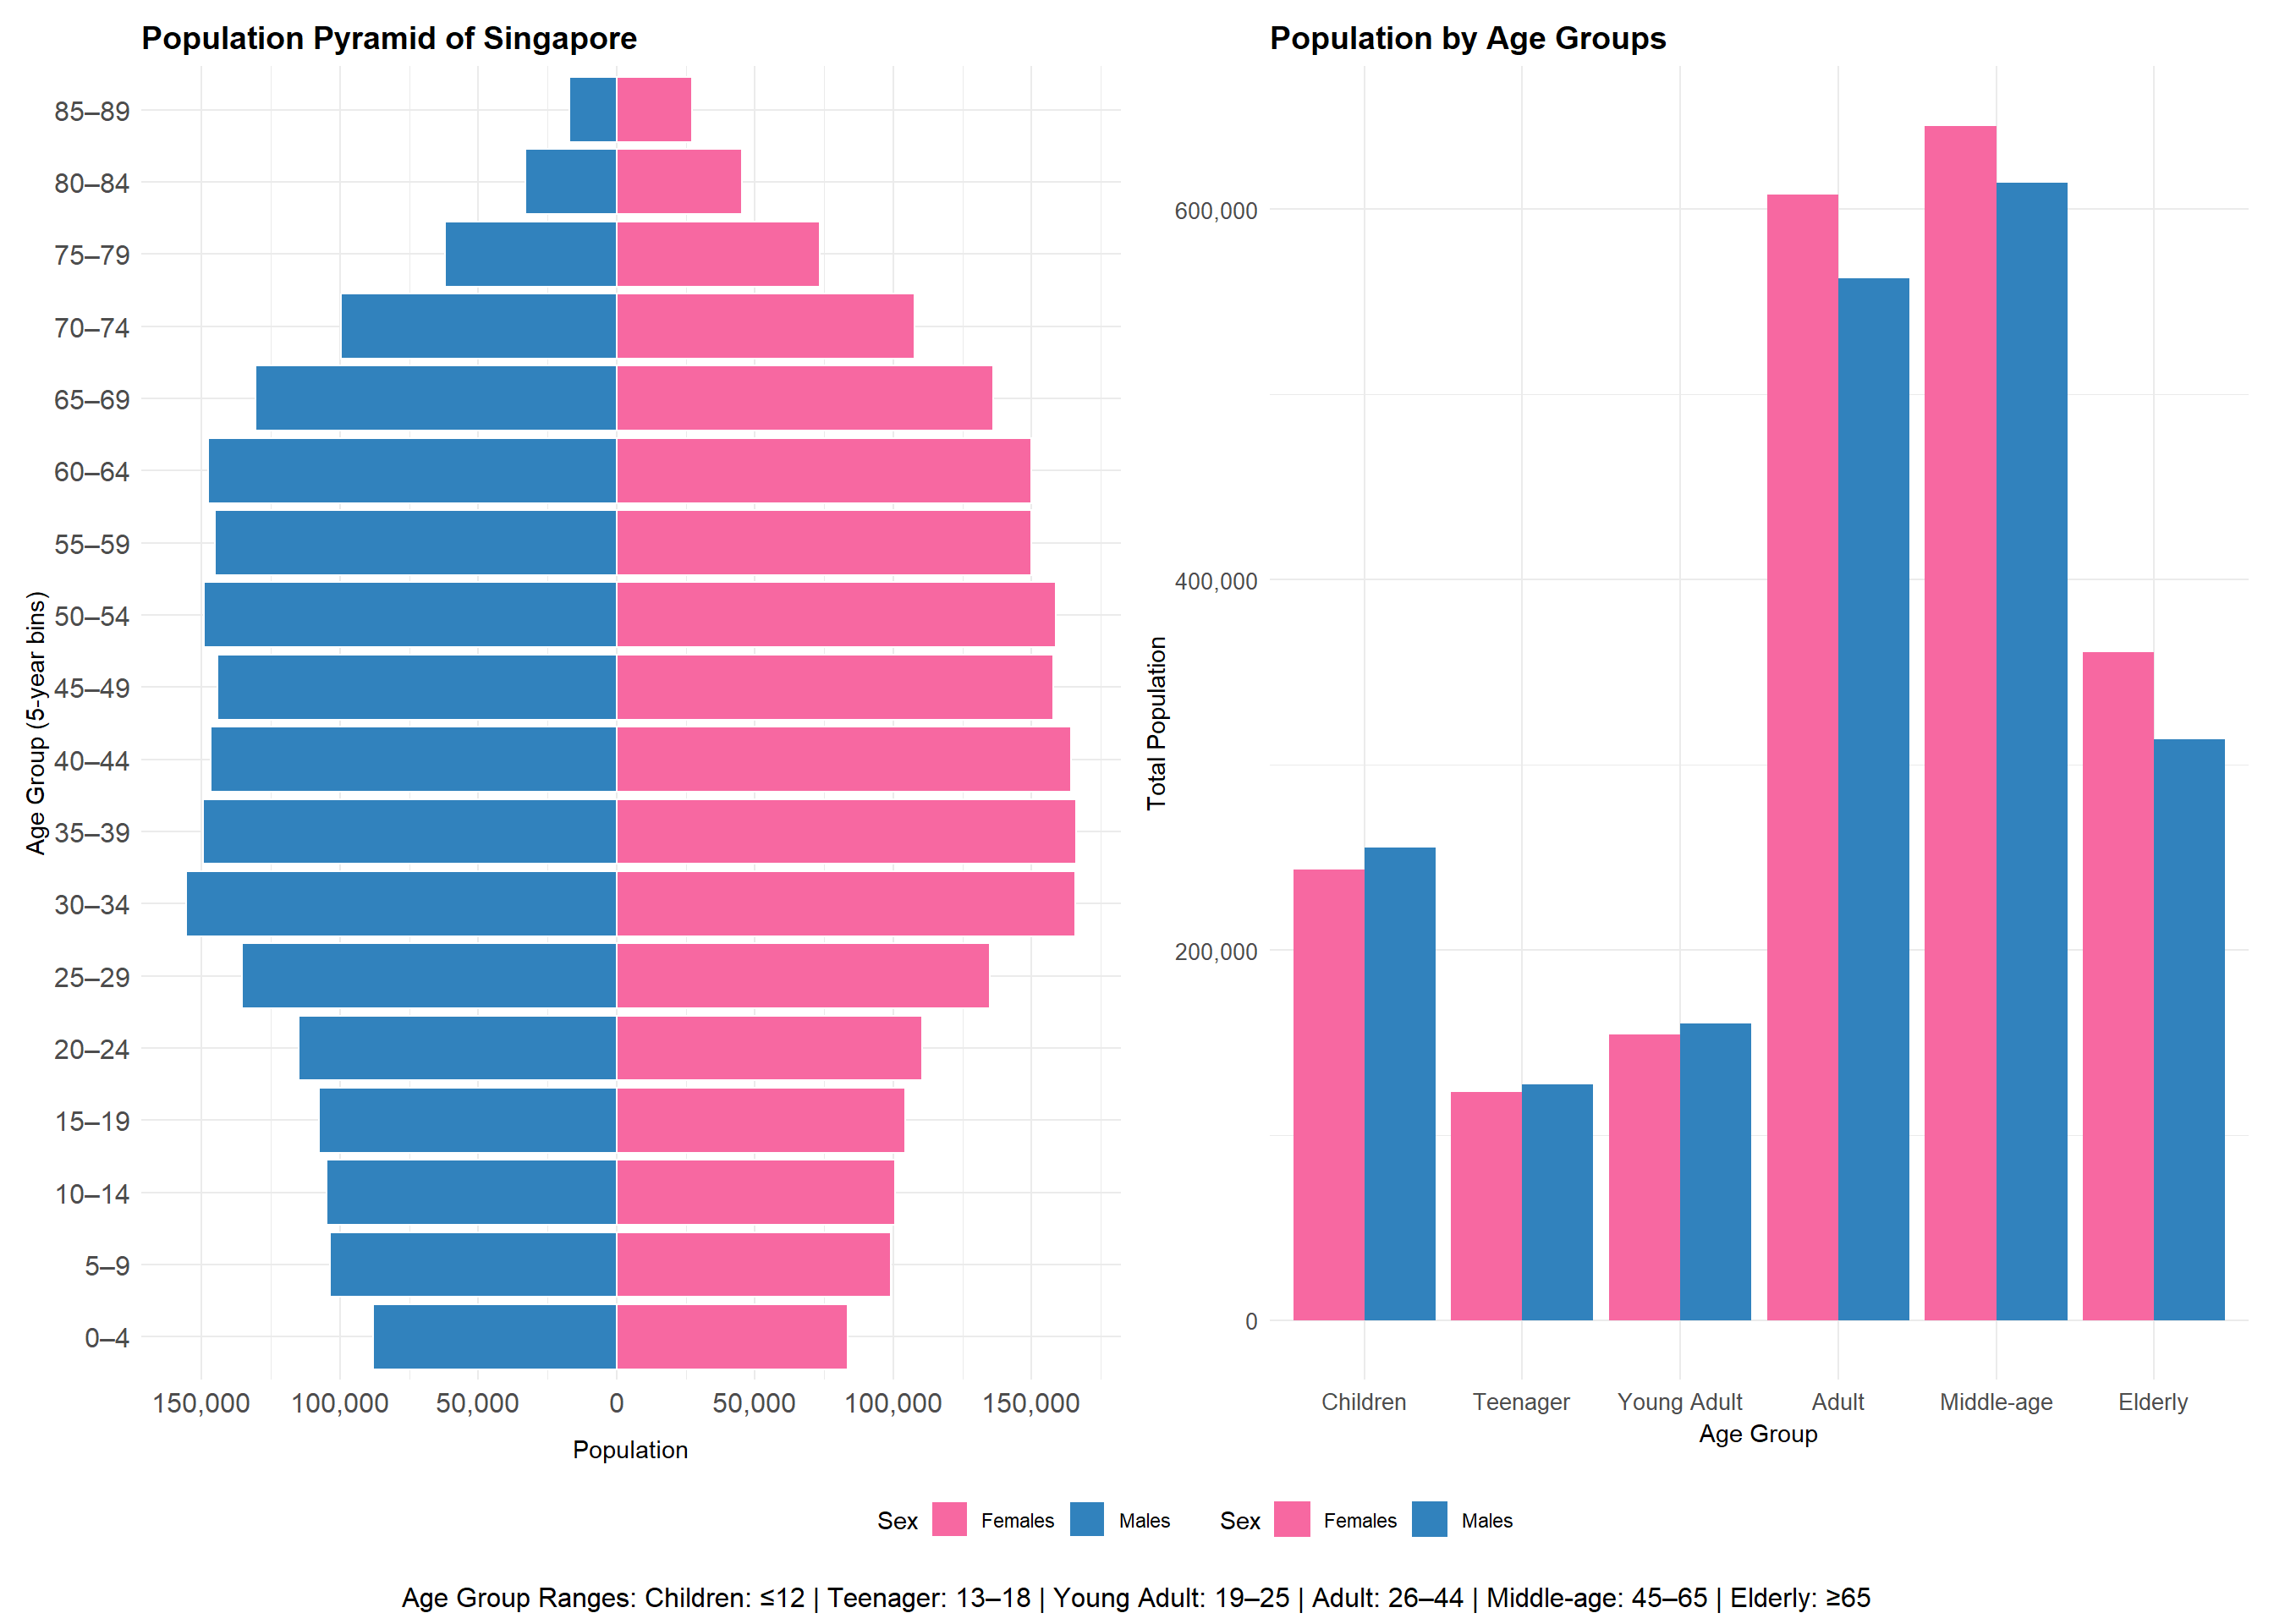 Population Pyramid of Singapore
Age Group (5-year bins)
85–89
80–84
75–79
70–74
65–69
60–64
55–59
50–54
45–49
40–44
35–39
30–34
25–29
20–24
15–19
10–14
5–9
0–4
150,000 100,000 50,000 0 50,000 100,000 150,000
Population
Population by Age Groups
Total Population
600,000
400,000
200,000
0
Children Teenager Young Adult Adult Middle-age Elderly
Age Group
Sex Females Males Sex Females Males
Age Group Ranges: Children: ≤12 | Teenager: 13–18 | Young Adult: 19–25 | Adult: 26–44 | Middle-age: 45–65 | Elderly: ≥65